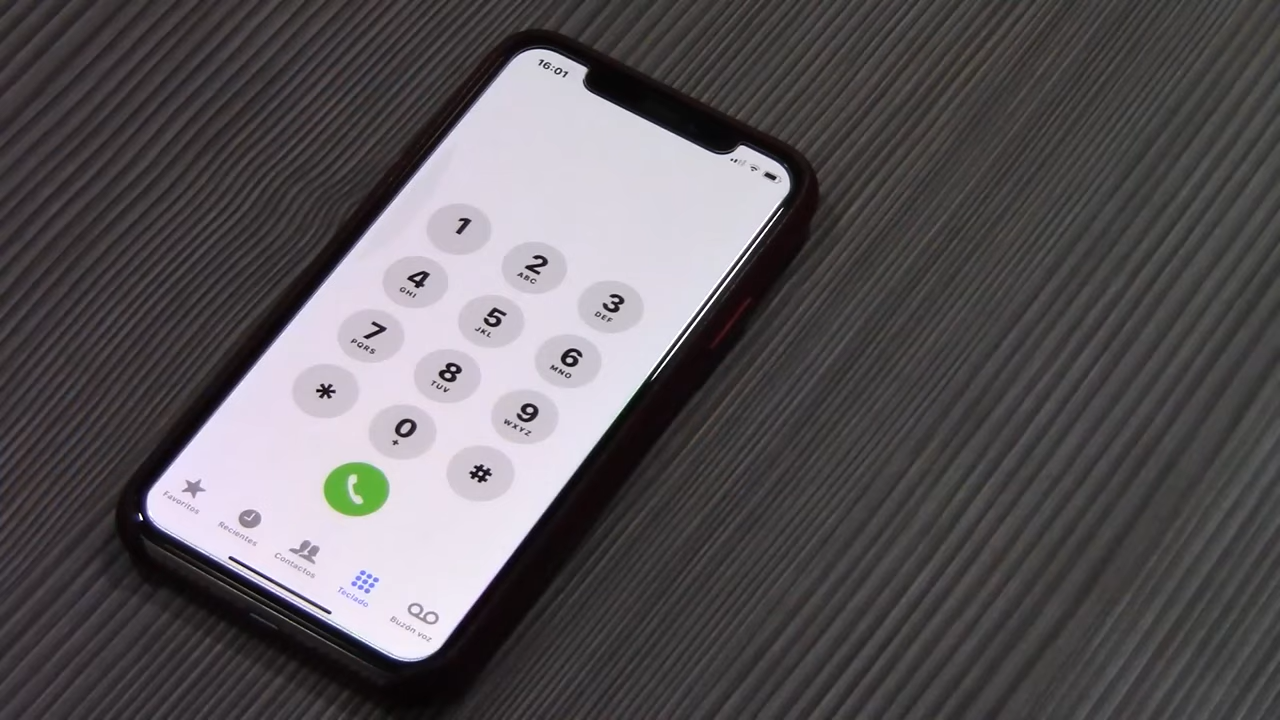 16:01
1
2
ABC
3
DEF
4
GHI
5
JKL
6
MNO
7
PQRS
8
TUV
9
WXYZ
*
0
+
#
Favoritos
Recientes
Contactos
Teclado
Buzón voz